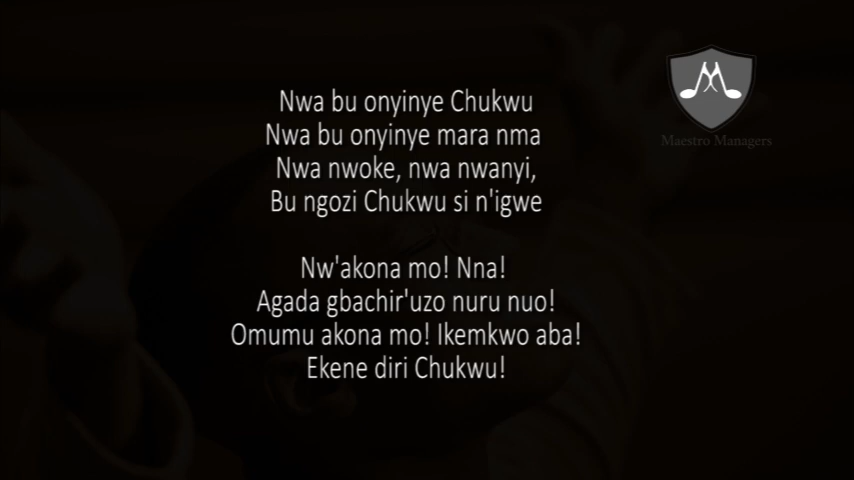 Nwa bu onyinye Chukwu
Nwa bu onyinye mara nma
Nwa nwoke, nwa nwanyi,
Bu ngozi Chukwu si n'igwe
Nw'akona mo! Nna!
Agada gbachir'uzo nuru nuo!
Omumu akona mo! Ikemkwo aba!
Ekene diri Chukwu!
Maestro Managers